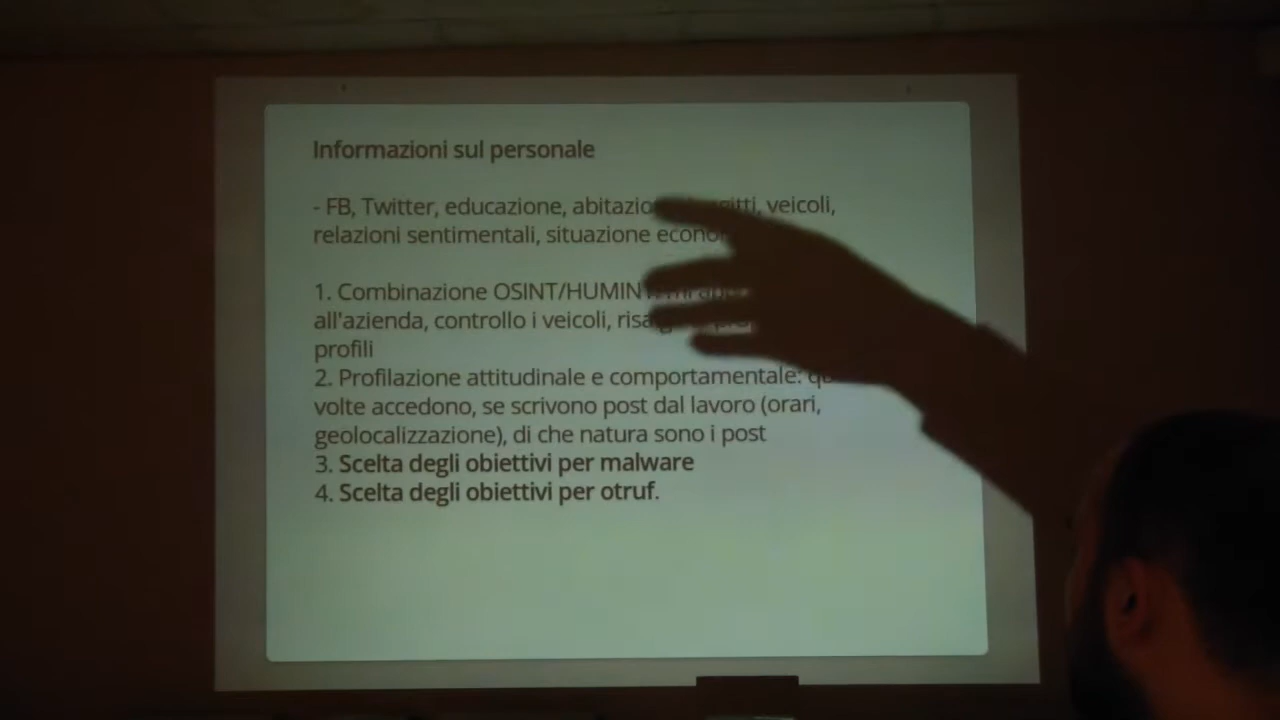 Informazioni sul personale
- FB, Twitter, educazione, veicoli,
relazioni sentimentali, situazione
1. Combinazione OSINT/HUMINT
all'azienda, controllo i veicoli,
profili
2. Profilazione attitudinale e comportamentale:
volte accedono, se scrivono post dal lavoro (orari,
geolocalizzazione), di che natura sono i post
3. Scelta degli obiettivi per malware
4. Scelta degli obiettivi per otruf.